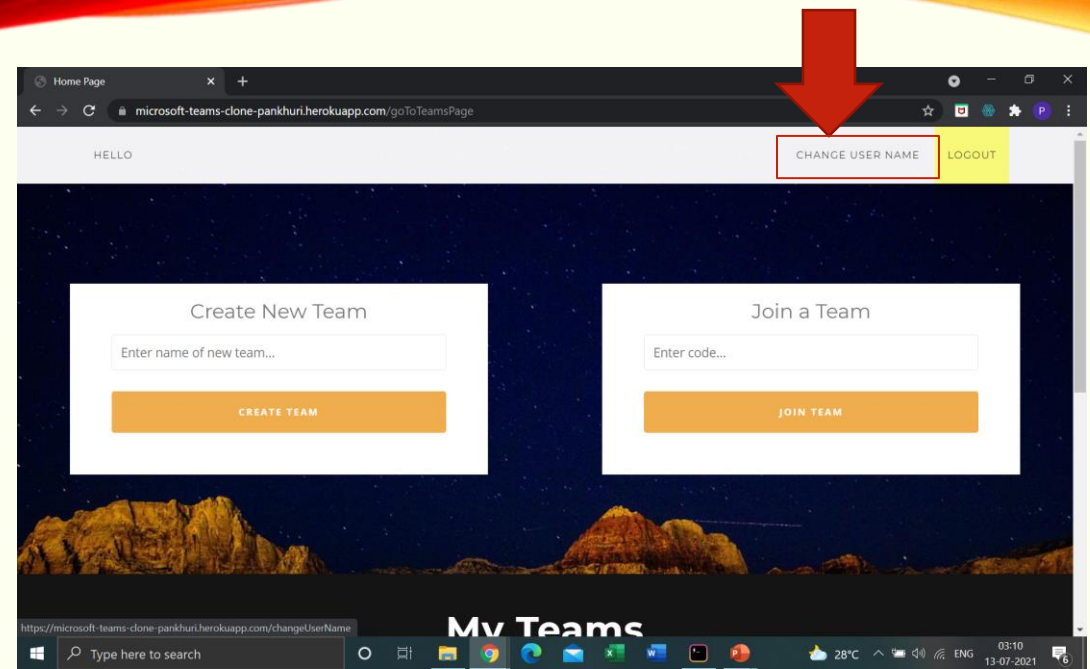 Home Page
microsoft-teams-clone-pankhuri.herokuapp.com/goToTeamsPage
P
HELLO
CHANGE USER NAME
LOGOUT
Create New Team
Enter name of new team...
CREATE TEAM
Join a Team
Enter code...
JOIN TEAM
My Teams
https://microsoft-teams-clone-pankhuri.herokuapp.com/changeUserName
Type here to search
28°C
ENG
03:10
13-07-2021
6